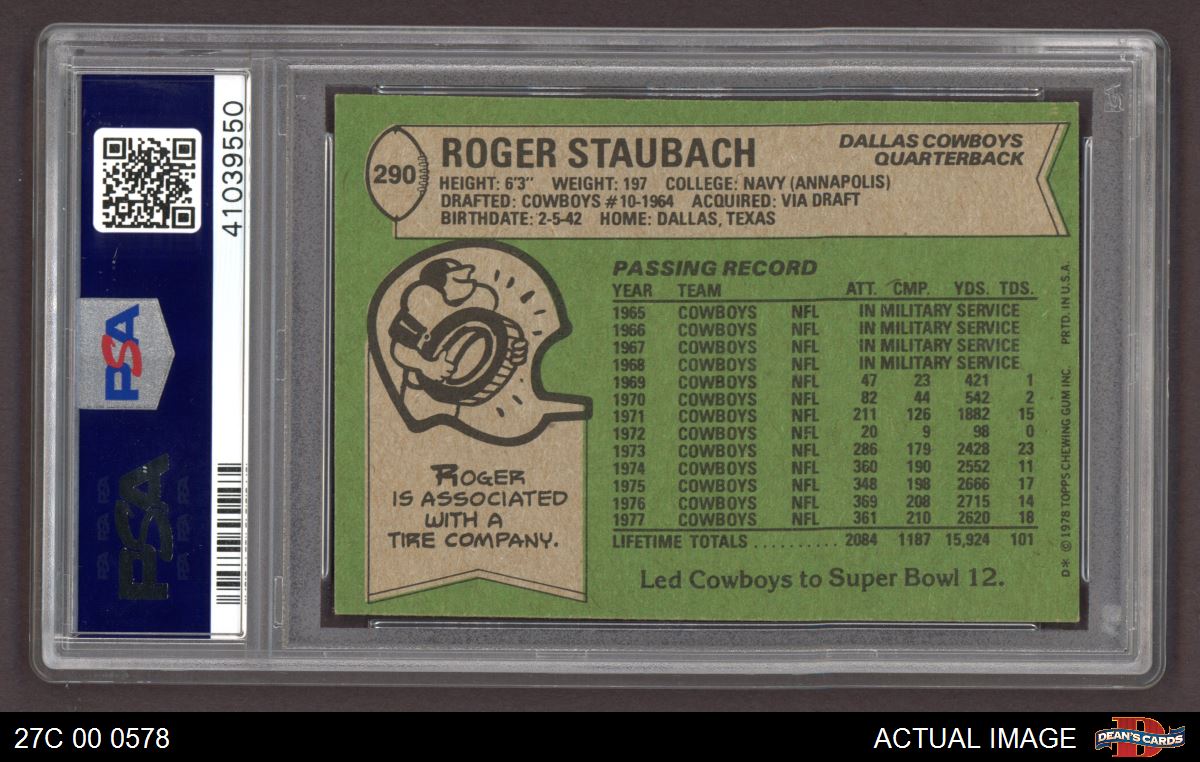 41039550
PSA
PSA
290
ROGER STAUBACH
DALLAS COWBOYS
QUARTERBACK
HEIGHT: 6'3" WEIGHT: 197 COLLEGE: NAVY (ANNAPOLIS)
DRAFTED: COWBOYS #10-1964 ACQUIRED: VIA DRAFT
BIRTHDATE: 2-5-42 HOME: DALLAS, TEXAS
ROGER
IS ASSOCIATED
WITH A
TIRE COMPANY.
PASSING RECORD
YEAR TEAM ATT. CMP. YDS. TDS.
1965 COWBOYS NFL IN MILITARY SERVICE
1966 COWBOYS NFL IN MILITARY SERVICE
1967 COWBOYS NFL IN MILITARY SERVICE
1968 COWBOYS NFL IN MILITARY SERVICE
1969 COWBOYS NFL 47 23 421 1
1970 COWBOYS NFL 82 44 542 2
1971 COWBOYS NFL 211 126 1882 15
1972 COWBOYS NFL 20 9 98 0
1973 COWBOYS NFL 286 179 2428 23
1974 COWBOYS NFL 360 190 2552 11
1975 COWBOYS NFL 348 198 2666 17
1976 COWBOYS NFL 369 208 2715 14
1977 COWBOYS NFL 361 210 2620 18
LIFETIME TOTALS .......... 2084 1187 15,924 101
Led Cowboys to Super Bowl 12.
D* © 1978 TOPPS CHEWING GUM INC. PRTD. IN U.S.A.
27C 00 0578
ACTUAL IMAGE
DEAN'S CARDS